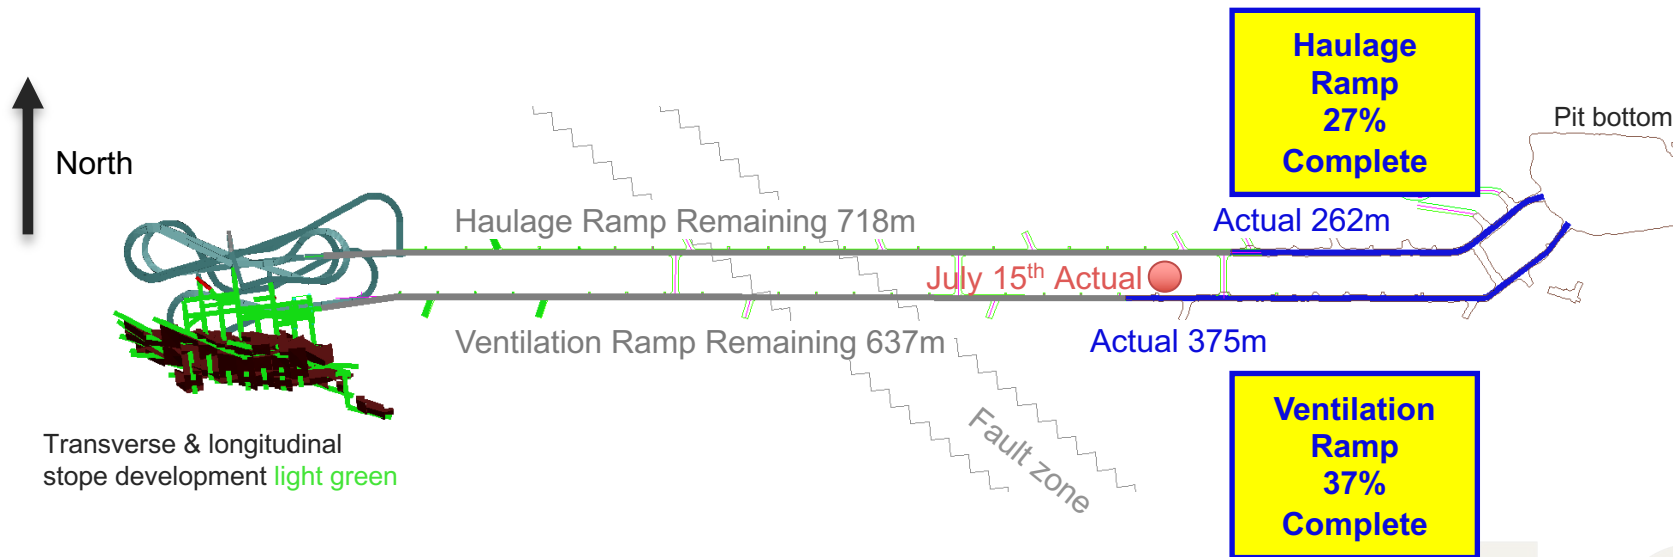 Haulage
Ramp
27%
Complete
Pit bottom
North
Haulage Ramp Remaining 718m
Actual 262m
July 15th Actual
Ventilation Ramp Remaining 637m
Actual 375m
Fault zone
Ventilation
Ramp
37%
Complete
Transverse & longitudinal
stope development light green